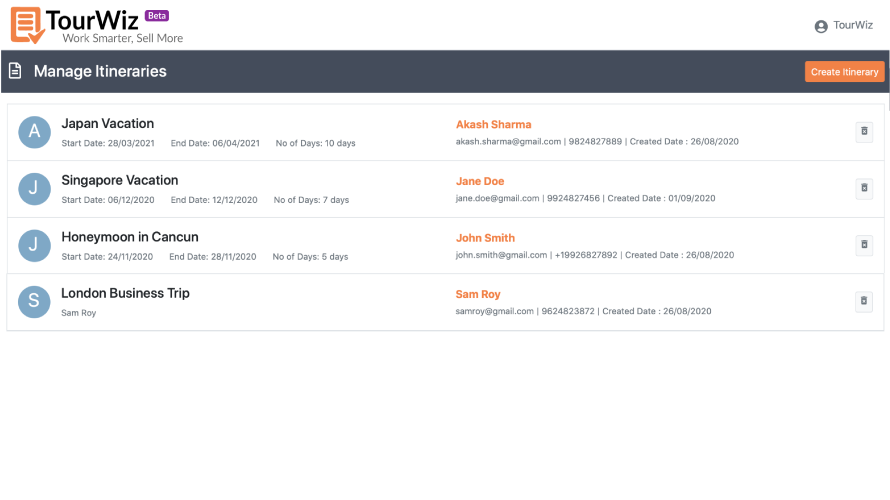 TourWiz Beta
Work Smarter, Sell More
TourWiz
Manage Itineraries
Create Itinerary
A
Japan Vacation
Start Date: 28/03/2021 End Date: 06/04/2021 No of Days: 10 days
Akash Sharma
akash.sharma@gmail.com | 9824827889 | Created Date : 26/08/2020
J
Singapore Vacation
Start Date: 06/12/2020 End Date: 12/12/2020 No of Days: 7 days
Jane Doe
jane.doe@gmail.com | 9924827456 | Created Date : 01/09/2020
J
Honeymoon in Cancun
Start Date: 24/11/2020 End Date: 28/11/2020 No of Days: 5 days
John Smith
john.smith@gmail.com | +19926827892 | Created Date : 26/08/2020
S
London Business Trip
Sam Roy
Sam Roy
samroy@gmail.com | 9624823872 | Created Date : 26/08/2020